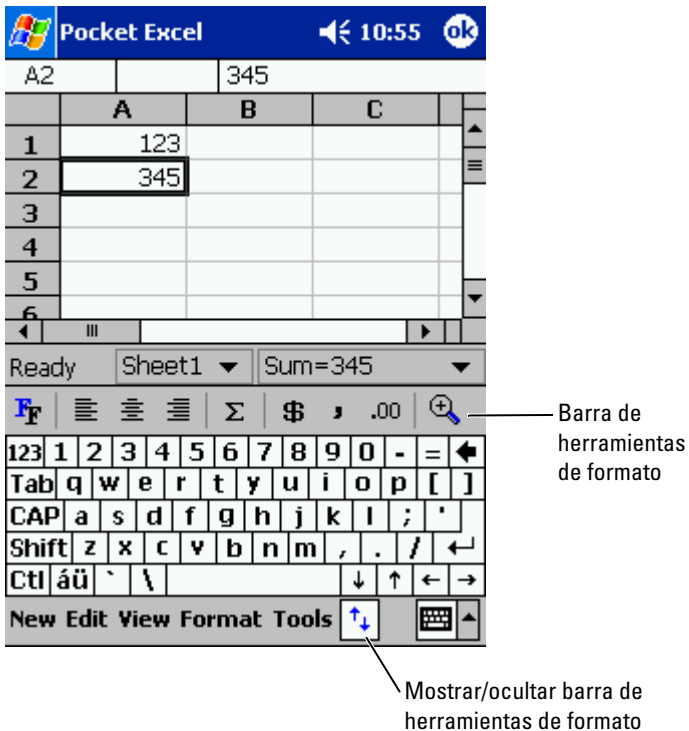 Pocket Excel 10:55 ok
A2 345
A B C
1 123
2 345
3
4
5
6
Ready Sheet1 Sum=345
FF Σ $ , .00
Barra de
herramientas
de formato
123 1 2 3 4 5 6 7 8 9 0 - = 
Tab q w e r t y u i o p [ ]
CAP a s d f g h j k l ; '
Shift z x c v b n m , . / ↵
Ctl áü ` \ ↓ ↑ ← →
New Edit View Format Tools
Mostrar/ocultar barra de
herramientas de formato